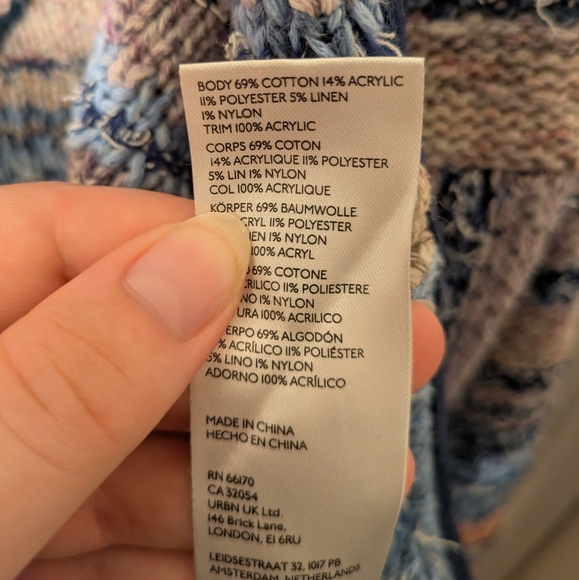 BODY 69% COTTON 14% ACRYLIC
11% POLYESTER 5% LINEN
1% NYLON
TRIM 100% ACRYLIC
CORPS 69% COTON
14% ACRYLIQUE 11% POLYESTER
5% LIN 1% NYLON
COL 100% ACRYLIQUE
KÖRPER 69% BAUMWOLLE
11% POLYESTER
1% NYLON
100% ACRYL
69% COTONE
11% POLIESTERE
1% NYLON
100% ACRILICO
69% ALGODÓN
ACRÍLICO 11% POLIÉSTER
5% LINO 1% NYLON
ADORNO 100% ACRÍLICO
MADE IN CHINA
HECHO EN CHINA
RN 66170
CA 32054
URBN UK Ltd.
146 Brick Lane,
LONDON, E1 6RU
LEIDSESTRAAT 32, 1017 PB
AMSTERDAM, NETHERLANDS